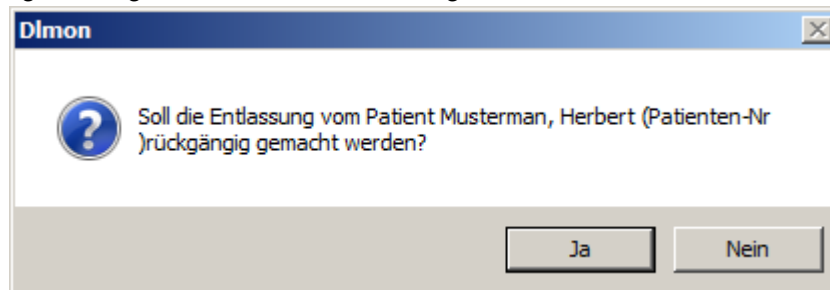 Dlmon
Soll die Entlassung vom Patient Musterman, Herbert (Patienten-Nr
)rückgängig gemacht werden?
Ja
Nein